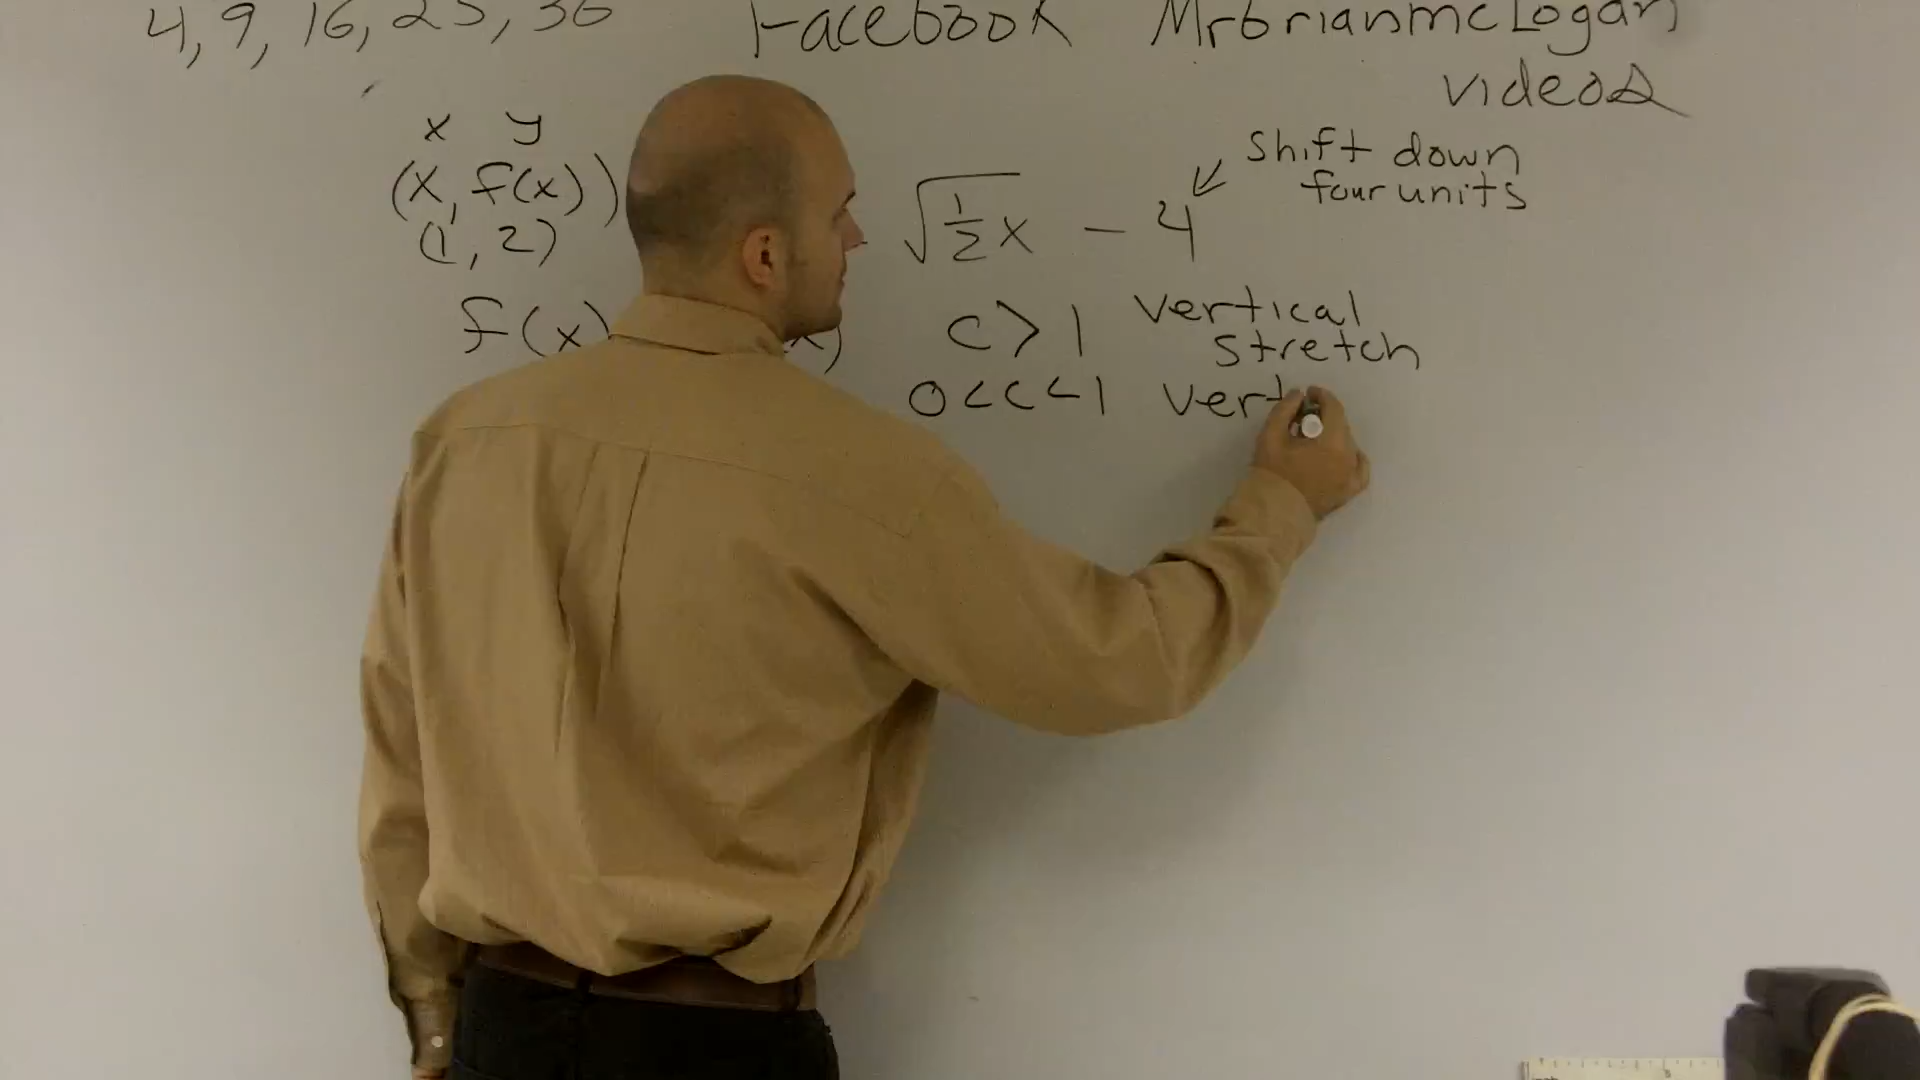 4, 9, 16, 25, 36
Facebook Mrbrianmclogan
videos
x y
(x, f(x))
(1, 2)
√½x - 4
shift down
four units
f(x) x)
c > 1 vertical
stretch
0 < c < 1 vert